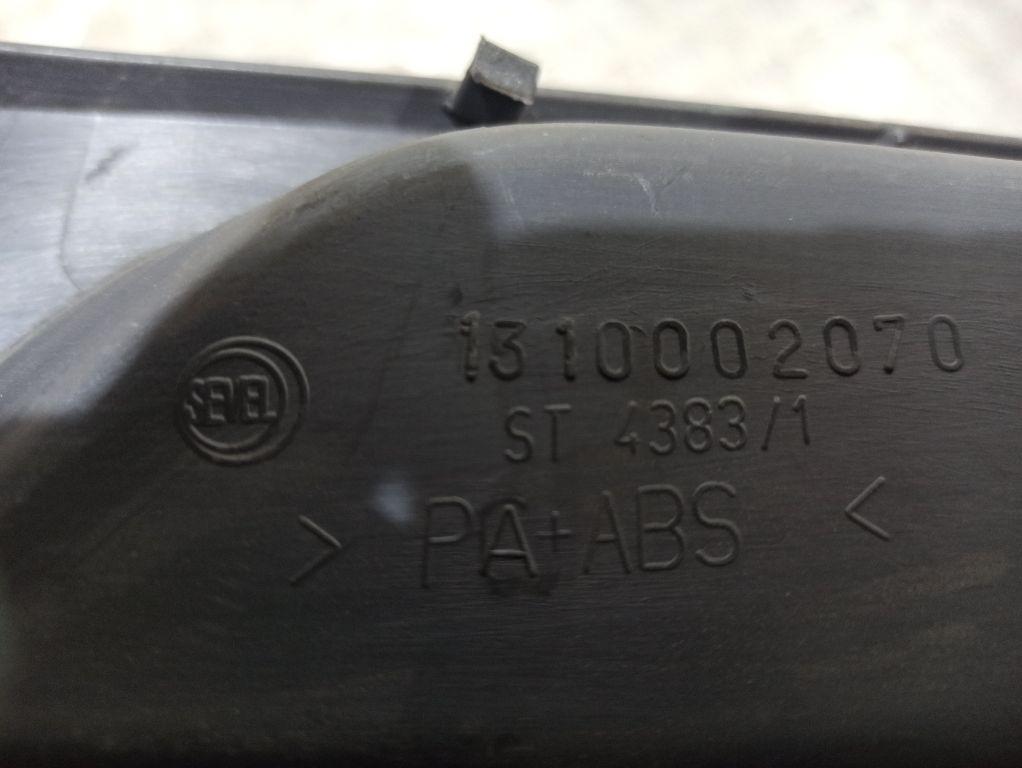 1310002070
SEVEL
ST 4383/1
> PA+ABS <